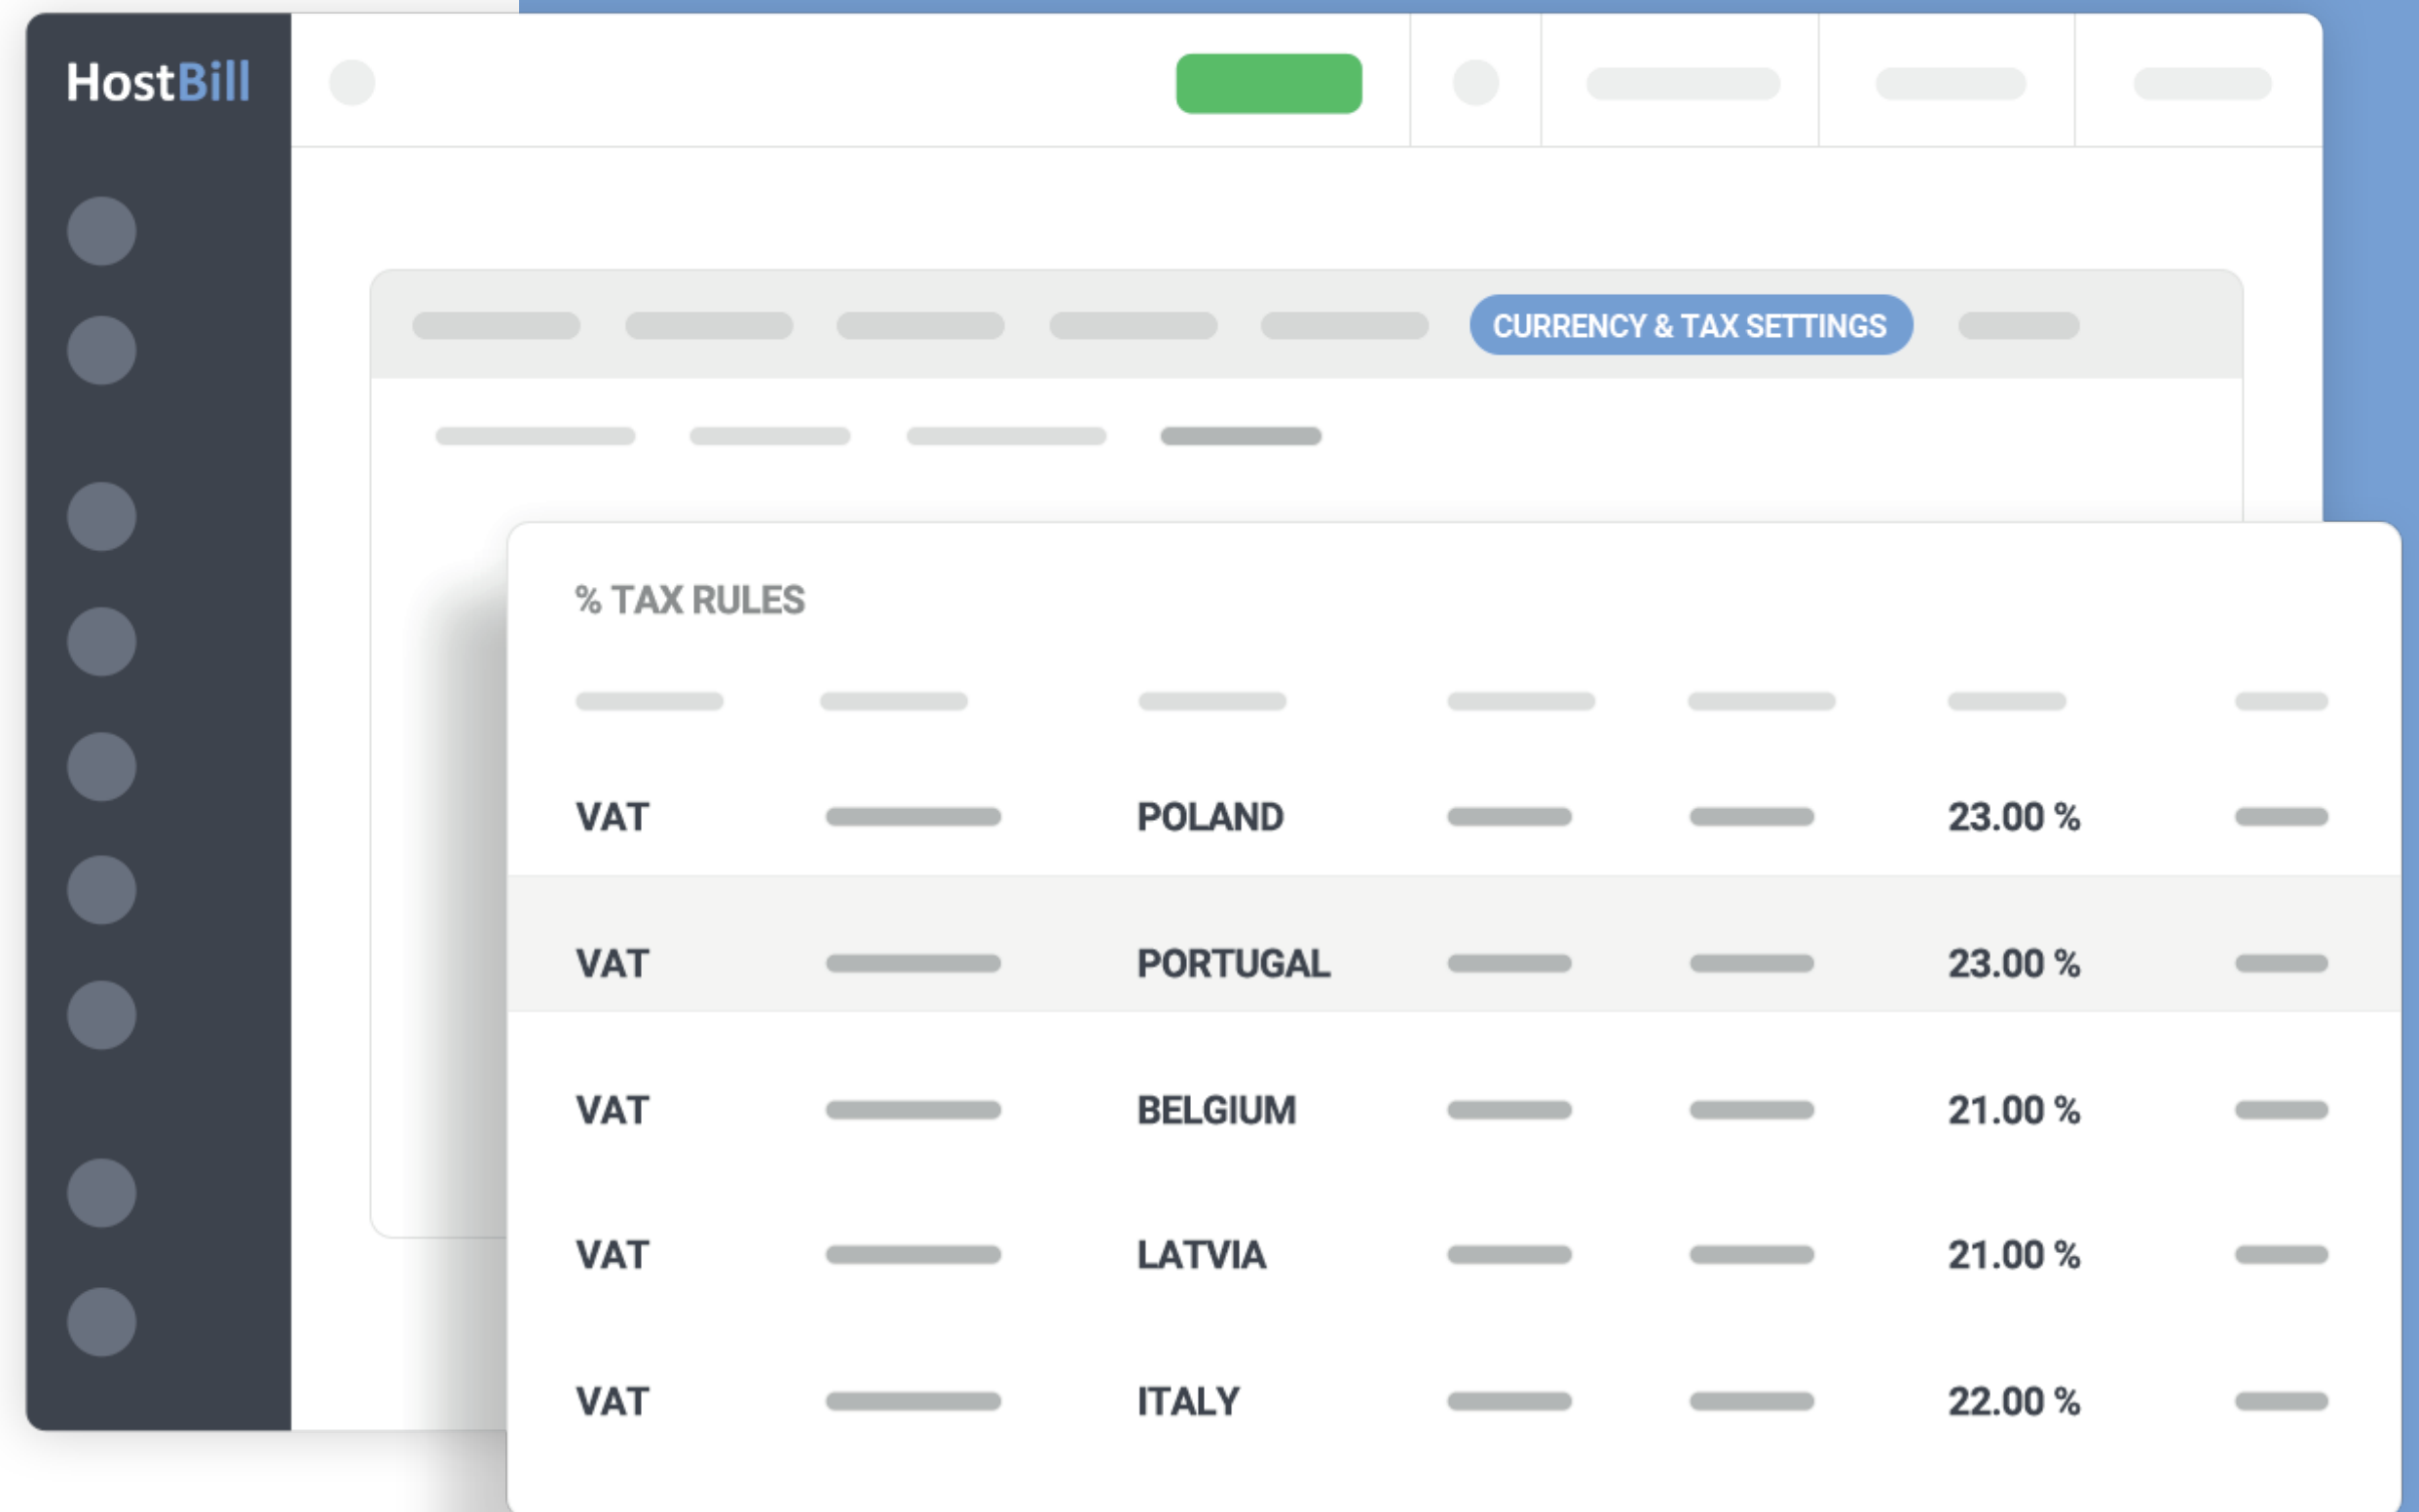 HostBill
CURRENCY & TAX SETTINGS
% TAX RULES
VAT POLAND 23.00 %
VAT PORTUGAL 23.00 %
VAT BELGIUM 21.00 %
VAT LATVIA 21.00 %
VAT ITALY 22.00 %